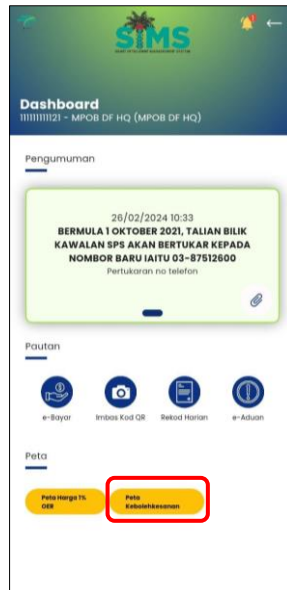 SIMS
Dashboard
111111111121 - MPOB DF HQ (MPOB DF HQ)
Pengumuman
26/02/2024 10:33
BERMULA 1 OKTOBER 2021, TALIAN BILIK
KAWALAN SPS AKAN BERTUKAR KEPADA
NOMBOR BARU IAITU 03-87512600
Pertukaran no telefon
Pautan
e-Bayar Imbas Kod QR Rekod Harian e-Aduan
Peta
Peta Harga 1%
OER
Peta
Kebolehkesanan